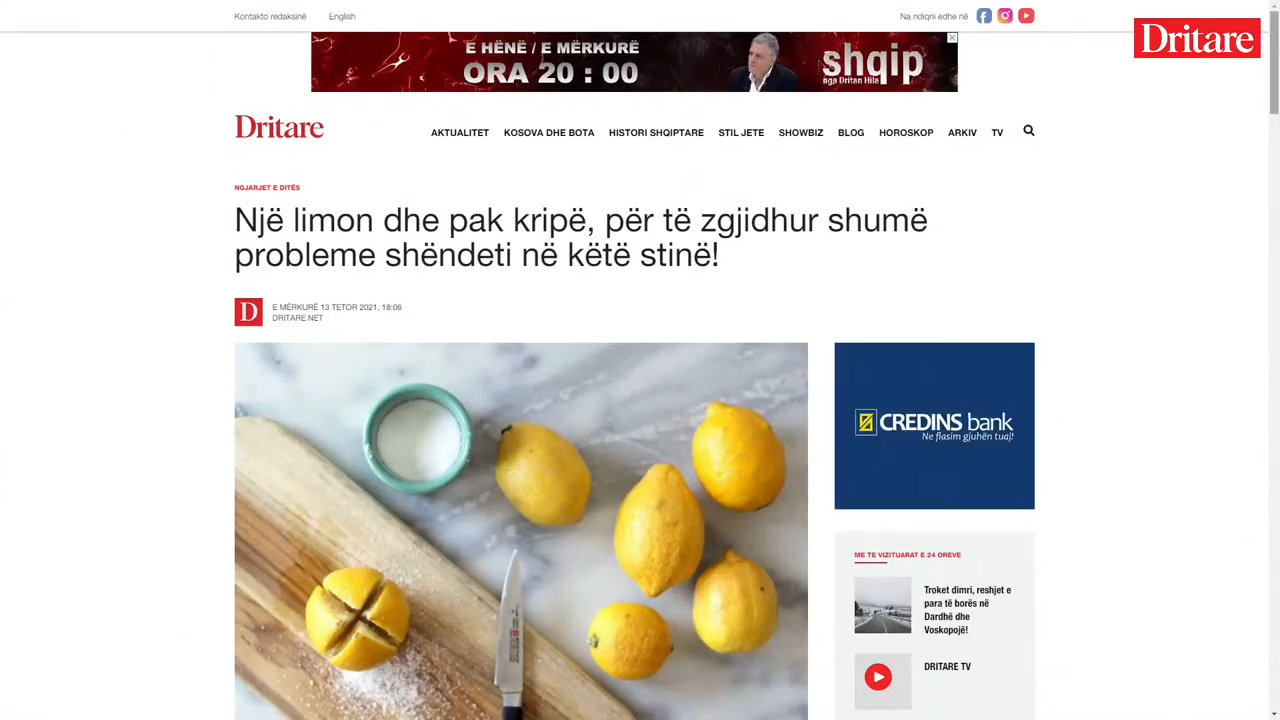 Kontakto redaksinë English
Na ndiqni edhe në
Dritare
E HËNË / E MËRKURË
ORA 20 : 00
shqip
nga Dritan Hila
Dritare
AKTUALITET KOSOVA DHE BOTA HISTORI SHQIPTARE STIL JETE SHOWBIZ BLOG HOROSKOP ARKIV TV
NGJARJET E DITËS
Një limon dhe pak kripë, për të zgjidhur shumë
probleme shëndeti në këtë stinë!
D
E MËRKURË 13 TETOR 2021, 18:06
DRITARE.NET
CREDINS bank
Ne flasim gjuhën tuaj!
ME TE VIZITUARAT E 24 OREVE
Troket dimri, reshjet e
para të borës në
Dardhë dhe
Voskopojë!
DRITARE TV